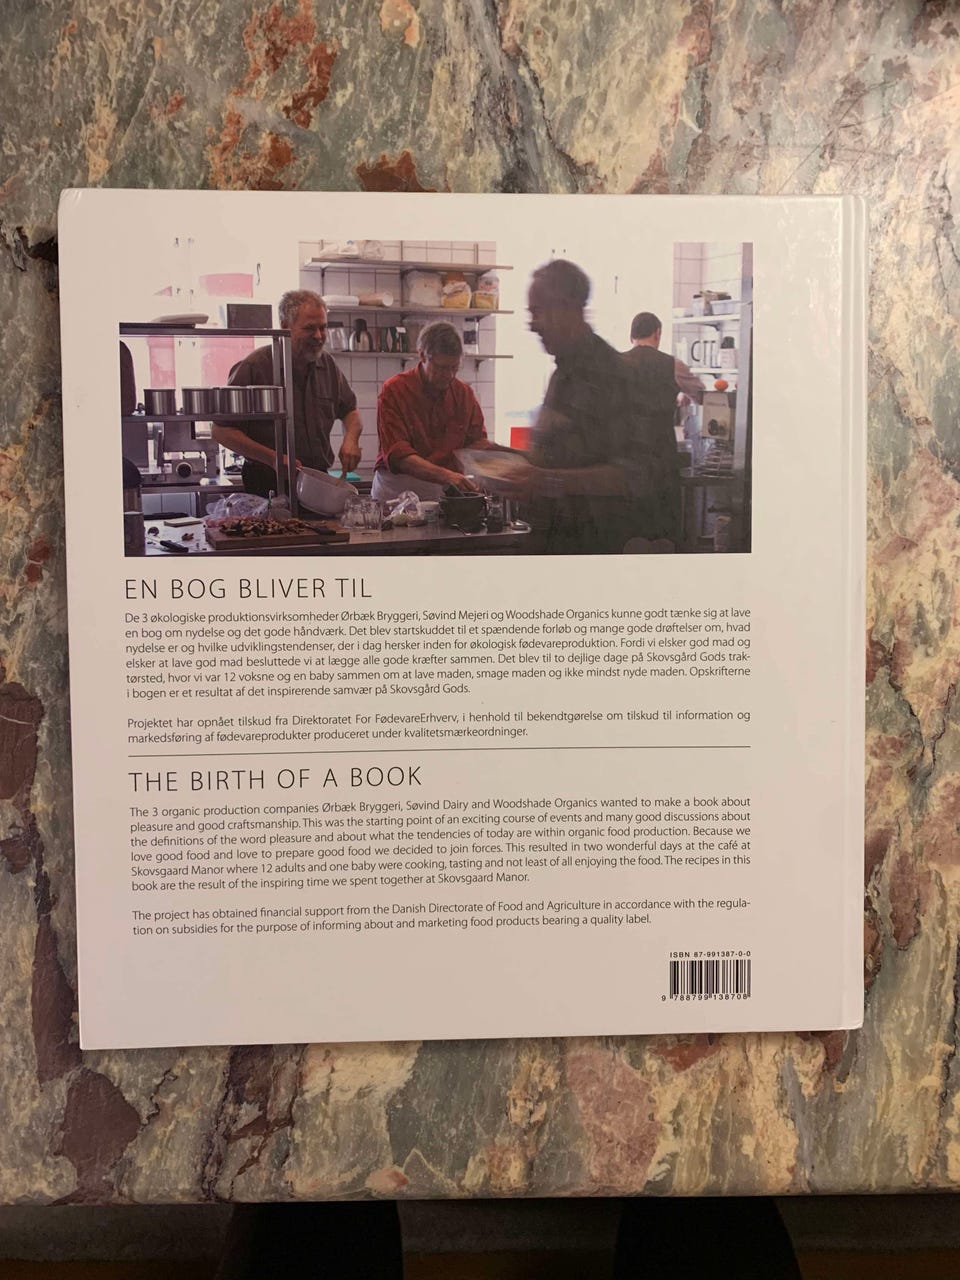 EN BOG BLIVER TIL
De 3 økologiske produktionsvirksomheder Ørbæk Bryggeri, Søvind Mejeri og Woodshade Organics kunne godt tænke sig at lave
en bog om nydelse og det gode håndværk. Det blev startskuddet til et spændende forløb og mange gode drøftelser om, hvad
nydelse er og hvilke udviklingstendenser, der i dag hersker inden for økologisk fødevareproduktion. Fordi vi elsker god mad og
elsker at lave god mad besluttede vi at lægge alle gode kræfter sammen. Det blev til to dejlige dage på Skovsgård Gods trak-
tørsted, hvor vi var 12 voksne og en baby sammen om at lave maden, smage maden og ikke mindst nyde maden. Opskrifterne
i bogen er et resultat af det inspirerende samvær på Skovsgård Gods.
Projektet har opnået tilskud fra Direktoratet For FødevareErhverv, i henhold til bekendtgørelse om tilskud til information og
markedsføring af fødevareprodukter produceret under kvalitetsmærkeordninger.
THE BIRTH OF A BOOK
The 3 organic production companies Ørbæk Bryggeri, Søvind Dairy and Woodshade Organics wanted to make a book about
pleasure and good craftsmanship. This was the starting point of an exciting course of events and many good discussions about
the definitions of the word pleasure and about what the tendencies of today are within organic food production. Because we
love good food and love to prepare good food we decided to join forces. This resulted in two wonderful days at the café at
Skovsgaard Manor where 12 adults and one baby were cooking, tasting and not least of all enjoying the food. The recipes in this
book are the result of the inspiring time we spent together at Skovsgaard Manor.
The project has obtained financial support from the Danish Directorate of Food and Agriculture in accordance with the regula-
tion on subsidies for the purpose of informing about and marketing food products bearing a quality label.
ISBN 87-991387-0-0
9 788799 138708